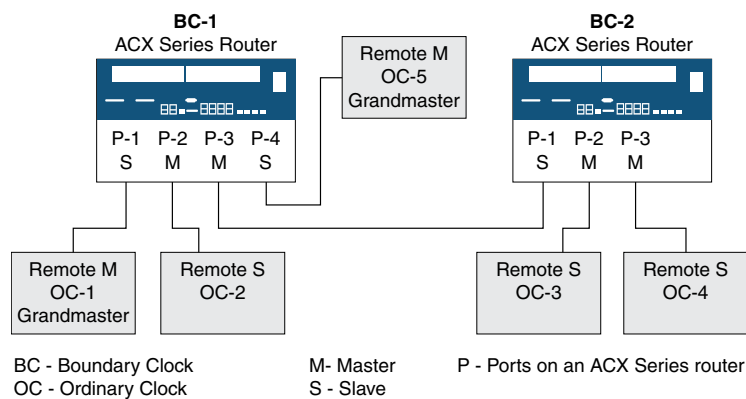 BC-1
ACX Series Router
BC-2
ACX Series Router
Remote M
OC-5
Grandmaster
P-1 P-2 P-3 P-4
S M M S
P-1 P-2 P-3
S M M
Remote M
OC-1
Grandmaster
Remote S
OC-2
Remote S
OC-3
Remote S
OC-4
BC - Boundary Clock
M- Master
P - Ports on an ACX Series router
OC - Ordinary Clock
S - Slave